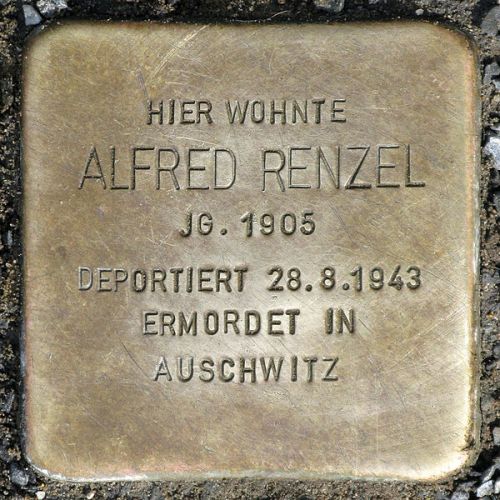 HIER WOHNTE
ALFRED RENZEL
JG. 1905
DEPORTIERT 28.8.1943
ERMORDET IN
AUSCHWITZ